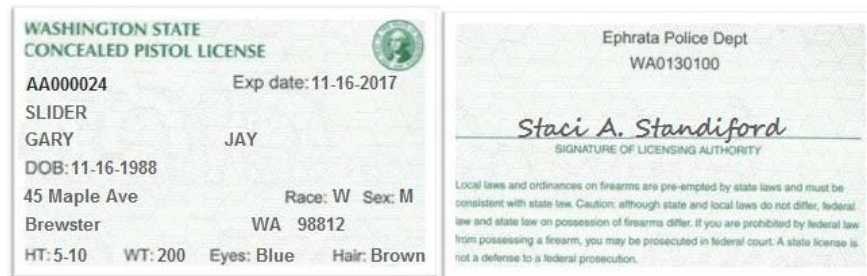 WASHINGTON STATE
CONCEALED PISTOL LICENSE
AA000024 Exp date: 11-16-2017
SLIDER
GARY JAY
DOB: 11-16-1988
45 Maple Ave Race: W Sex: M
Brewster WA 98812
HT: 5-10 WT: 200 Eyes: Blue Hair: Brown
Ephrata Police Dept
WA0130100
Staci A. Standiford
SIGNATURE OF LICENSING AUTHORITY
Local laws and ordinances on firearms are pre-empted by state laws and must be
consistent with state law. Caution: although state and local laws do not differ, federal
law and state law on possession of firearms differ. If you are prohibited by federal law
from possessing a firearm, you may be prosecuted in federal court. A state license is
not a defense to a federal prosecution.